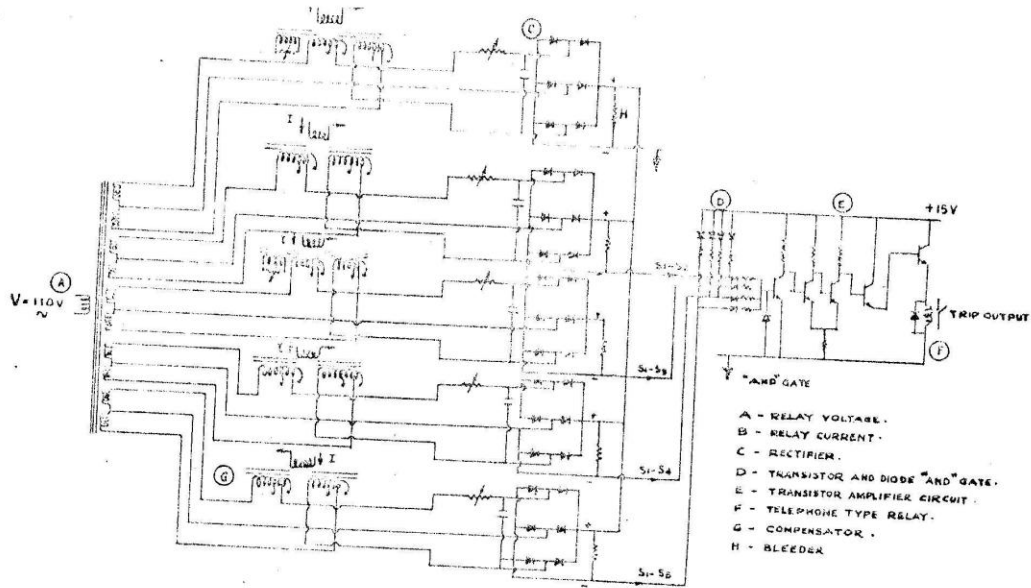 C
I
H
I
D
E
+15V
A
V=110V
~
I
S1-S2
TRIP OUTPUT
F
S1-S3
"AND" GATE
I
A - RELAY VOLTAGE.
B - RELAY CURRENT.
C - RECTIFIER.
D - TRANSISTOR AND DIODE "AND" GATE.
E - TRANSISTOR AMPLIFIER CIRCUIT.
F - TELEPHONE TYPE RELAY.
G - COMPENSATOR.
H - BLEEDER
G
I
S1-S4
S1-S5